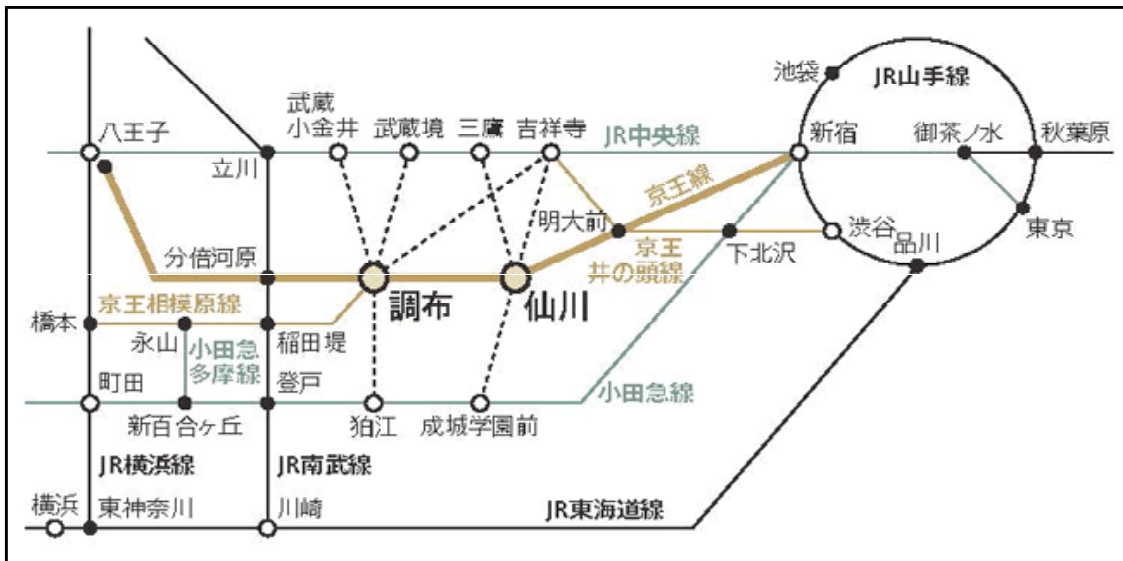 池袋
JR山手線
武蔵
小金井
武蔵境
三鷹
吉祥寺
八王子
立川
JR中央線
新宿
御茶ノ水
秋葉原
京王線
明大前
渋谷
東京
分倍河原
京王
井の頭線
下北沢
品川
調布
仙川
京王相模原線
橋本
永山
小田急
多摩線
稲田堤
町田
登戸
小田急線
新百合ヶ丘
狛江
成城学園前
JR横浜線
JR南武線
横浜
東神奈川
川崎
JR東海道線